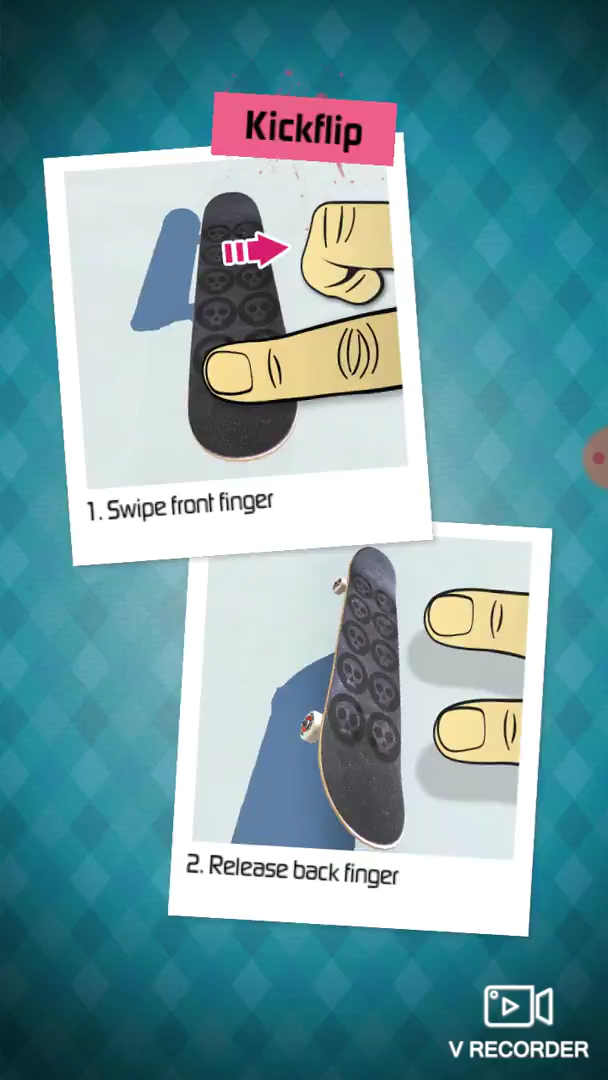 Kickflip
1. Swipe front finger
2. Release back finger
V RECORDER